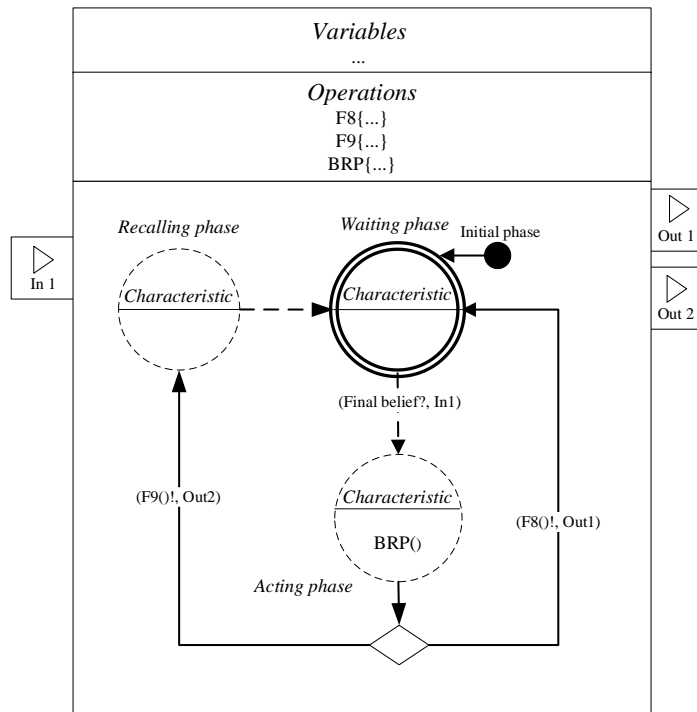 Variables
...
Operations
F8{...}
F9{...}
BRP{...}
Recalling phase
Waiting phase
Initial phase
In 1
Out 1
Out 2
Characteristic
Characteristic
(Final belief?, In1)
Characteristic
BRP()
(F9()!, Out2)
(F8()!, Out1)
Acting phase